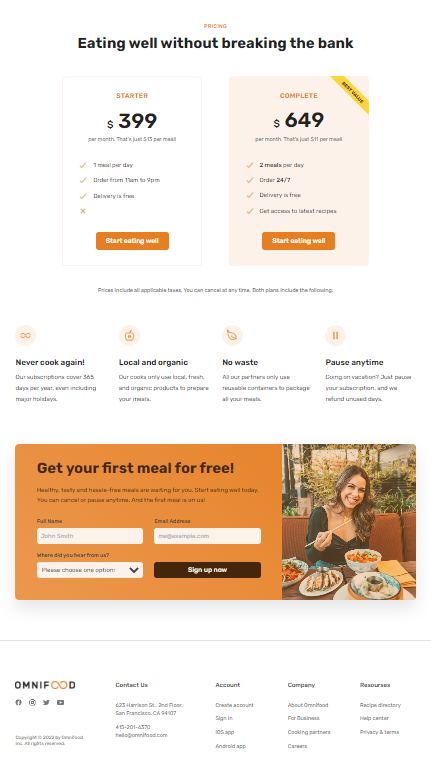 PRICING
Eating well without breaking the bank
STARTER
$ 399
per month. That's just $13 per meal!
1 meal per day
Order from 11am to 9pm
Delivery is free
Start eating well
BEST VALUE
COMPLETE
$ 649
per month. That's just $11 per meal!
2 meals per day
Order 24/7
Delivery is free
Get access to latest recipes
Start eating well
Prices include all applicable taxes. You can cancel at any time. Both plans include the following:
Never cook again!
Our subscriptions cover 365
days per year, even including
major holidays.
Local and organic
Our cooks only use local, fresh,
and organic products to prepare
your meals.
No waste
All our partners only use
reusable containers to package
all your meals.
Pause anytime
Going on vacation? Just pause
your subscription, and we
refund unused days.
Get your first meal for free!
Healthy, tasty and hassle-free meals are waiting for you. Start eating well today.
You can cancel or pause anytime. And the first meal is on us!
Full Name
John Smith
Email Address
me@example.com
Where did you hear from us?
Please choose one option:
Sign up now
OMNIFOOD
Copyright © 2022 by Omnifood,
Inc. All rights reserved.
Contact Us
623 Harrison St., 2nd Floor,
San Francisco, CA 94107
415-201-6370
hello@omnifood.com
Account
Create account
Sign in
iOS app
Android app
Company
About Omnifood
For Business
Cooking partners
Careers
Resourses
Recipe directory
Help center
Privacy & terms